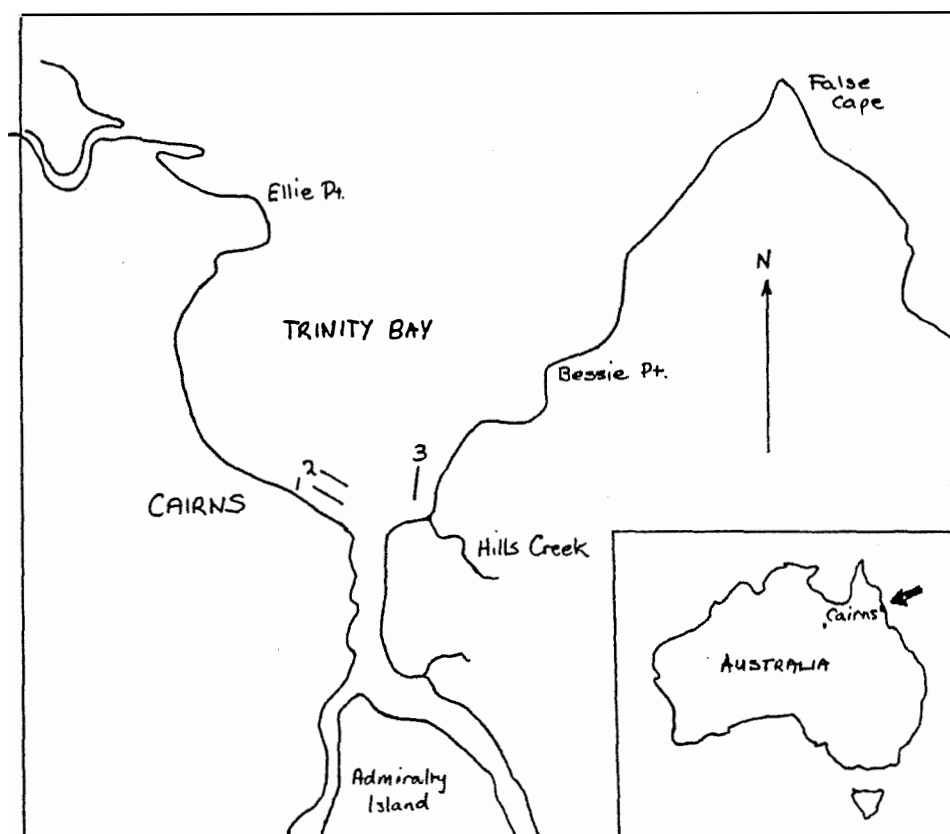 False
Cape
Ellie Pt.
N
TRINITY BAY
Bessie Pt.
3
2
1
CAIRNS
Hills Creek
Cairns
AUSTRALIA
Admiralty
Island